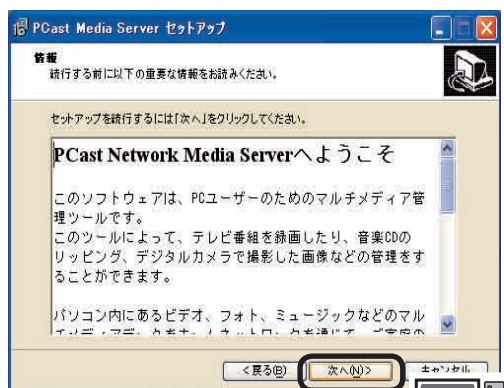 PCast Media Server セットアップ
情報
続行する前に以下の重要な情報をお読みください。
セットアップを続行するには「次へ」をクリックしてください。
PCast Network Media Serverへようこそ
このソフトウェアは、PCユーザーのためのマルチメディア管
理ツールです。
このツールによって、テレビ番組を録画したり、音楽CDの
リッピング、デジタルカメラで撮影した画像などの管理をす
ることができます。
パソコン内にあるビデオ、フォト、ミュージックなどのマル
<戻る(B)
次へ(N)>
キャンセル